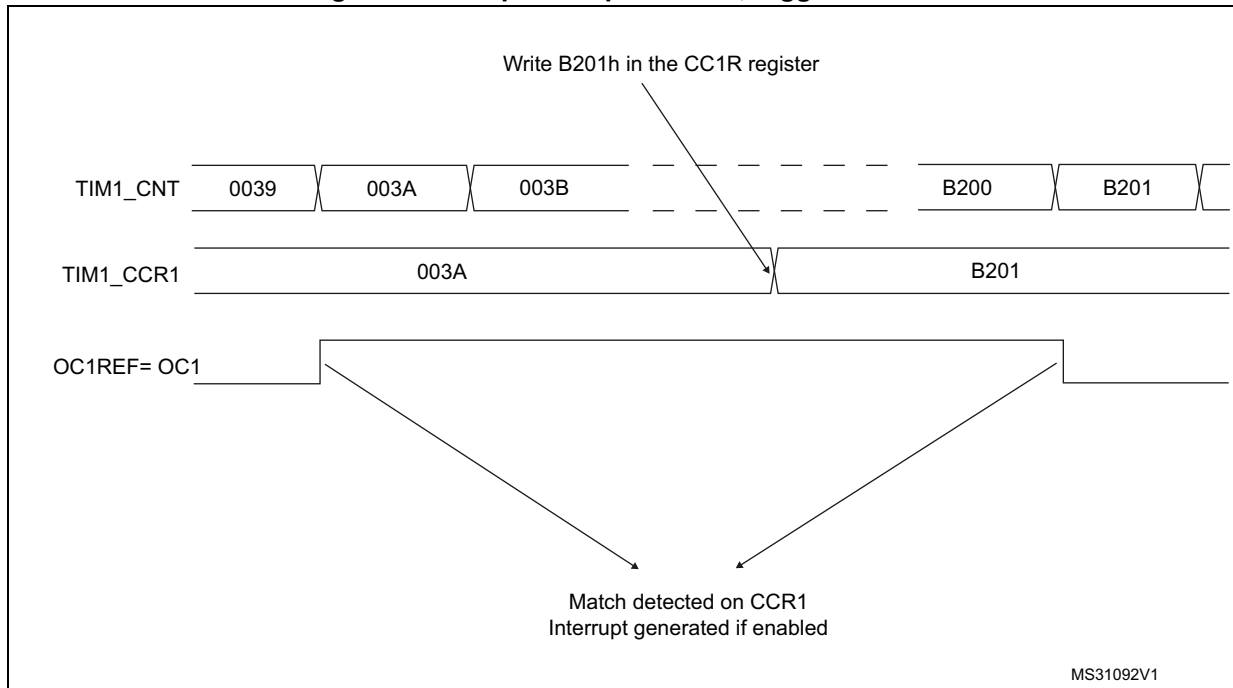 Write B201h in the CC1R register
TIM1_CNT 0039 003A 003B B200 B201
TIM1_CCR1 003A B201
OC1REF= OC1
Match detected on CCR1
Interrupt generated if enabled
MS31092V1